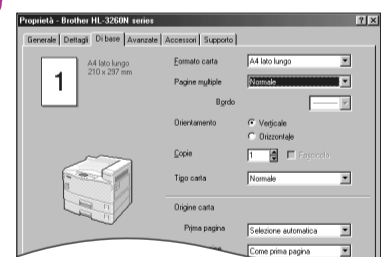 Proprietà - Brother HL-3260N series
Generale Dettagli Di base Avanzate Accessori Supporto
1
A4 lato lungo
210 x 297 mm
Formato carta A4 lato lungo
Pagine multiple Normale
Bordo
Orientamento Verticale
Orizzontale
Copie 1 Fascicola
Tipo carta Normale
Origine carta
Prima pagina Selezione automatica
Come prima pagina